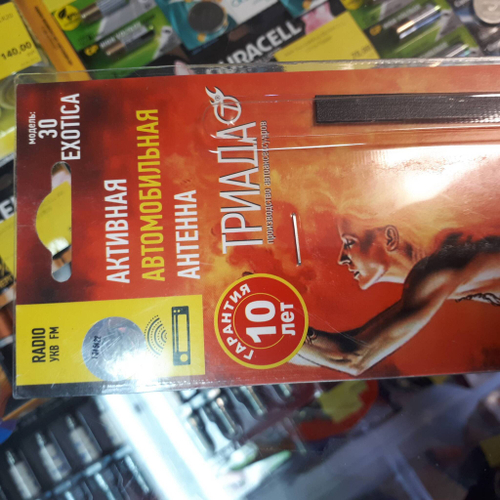 модель:
30
EXOTICA
АКТИВНАЯ
АВТОМОБИЛЬНАЯ
АНТЕННА
ТРИАДА
производство автоаксессуаров
RADIO
УКВ FM
ГАРАНТИЯ
10
лет
DURACELL
140,00